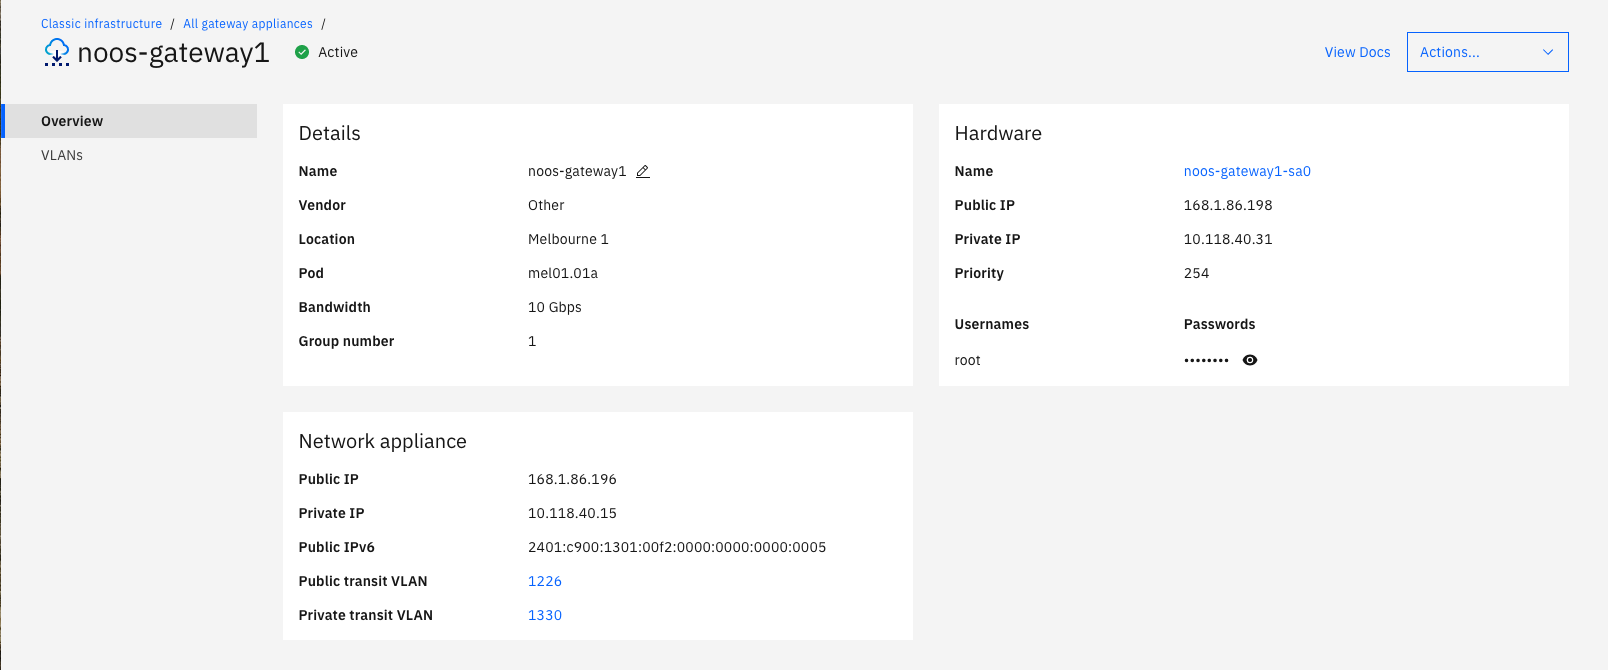 Classic infrastructure / All gateway appliances /
noos-gateway1 Active
View Docs Actions...
Overview
VLANs
Details
Name noos-gateway1
Vendor Other
Location Melbourne 1
Pod mel01.01a
Bandwidth 10 Gbps
Group number 1
Hardware
Name noos-gateway1-sa0
Public IP 168.1.86.198
Private IP 10.118.40.31
Priority 254
Usernames Passwords
root ••••••••
Network appliance
Public IP 168.1.86.196
Private IP 10.118.40.15
Public IPv6 2401:c900:1301:00f2:0000:0000:0000:0005
Public transit VLAN 1226
Private transit VLAN 1330